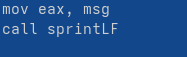 mov eax, msg
call sprintLF